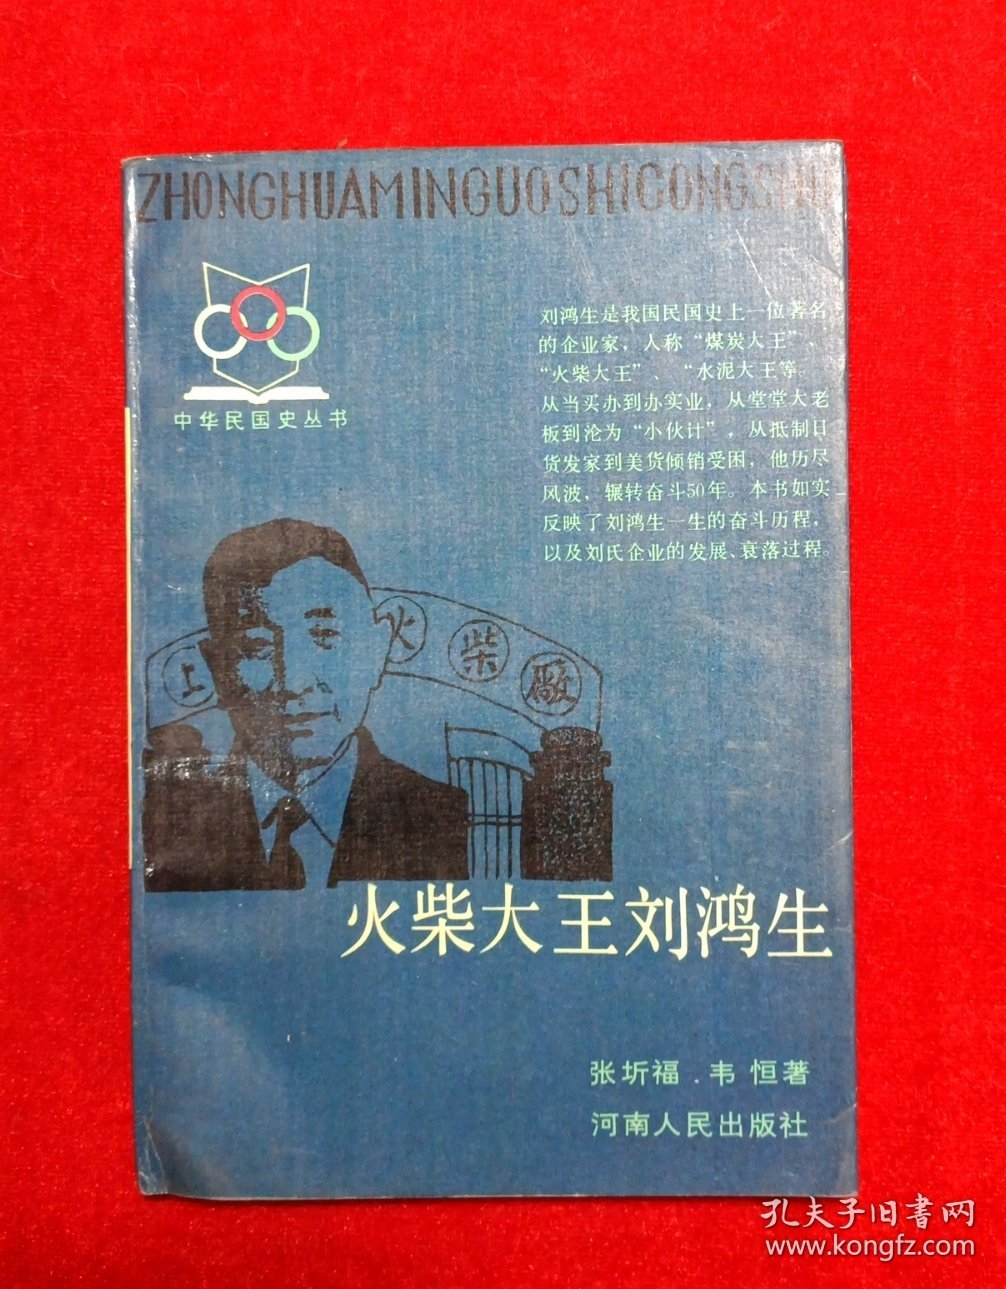 ZHONGHUAMINGUOSHICONGSHU
中华民国史丛书
刘鸿生是我国民国史上一位著名
的企业家，人称“煤炭大王”、
“火柴大王”、“水泥大王等。
从当买办到办实业，从堂堂大老
板到沦为“小伙计”，从抵制日
货发家到美货倾销受困，他历尽
风波，辗转奋斗50年。本书如实
反映了刘鸿生一生的奋斗历程，
以及刘氏企业的发展、衰落过程。
上 火柴廠
火柴大王刘鸿生
张圻福．韦 恒著
河南人民出版社
孔夫子旧书网
www.kongfz.com